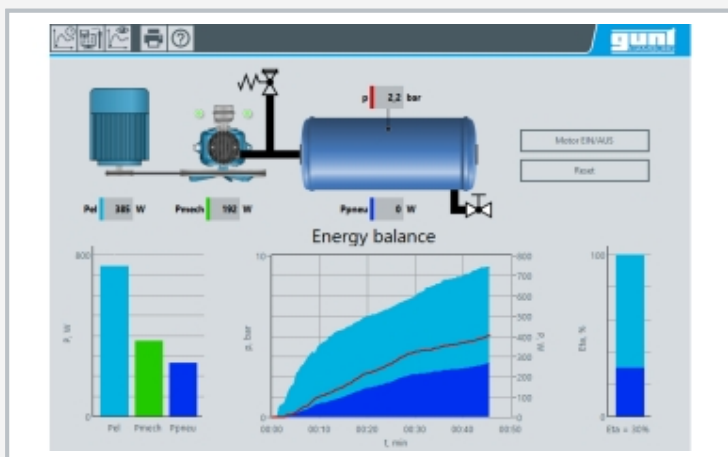 gunt
p 2,2 bar
Motor EIN/AUS
Reset
Pel 385 W Pmech 192 W Ppneu 0 W
Energy balance
800
P, W
0
Pel Pmech Ppneu
10
p, bar
0
800
700
600
500
400
300
200
100
0
P, W
00:00 00:10 00:20 00:30 00:40 00:50
t, min
100
Eta, %
0
Eta = 30%